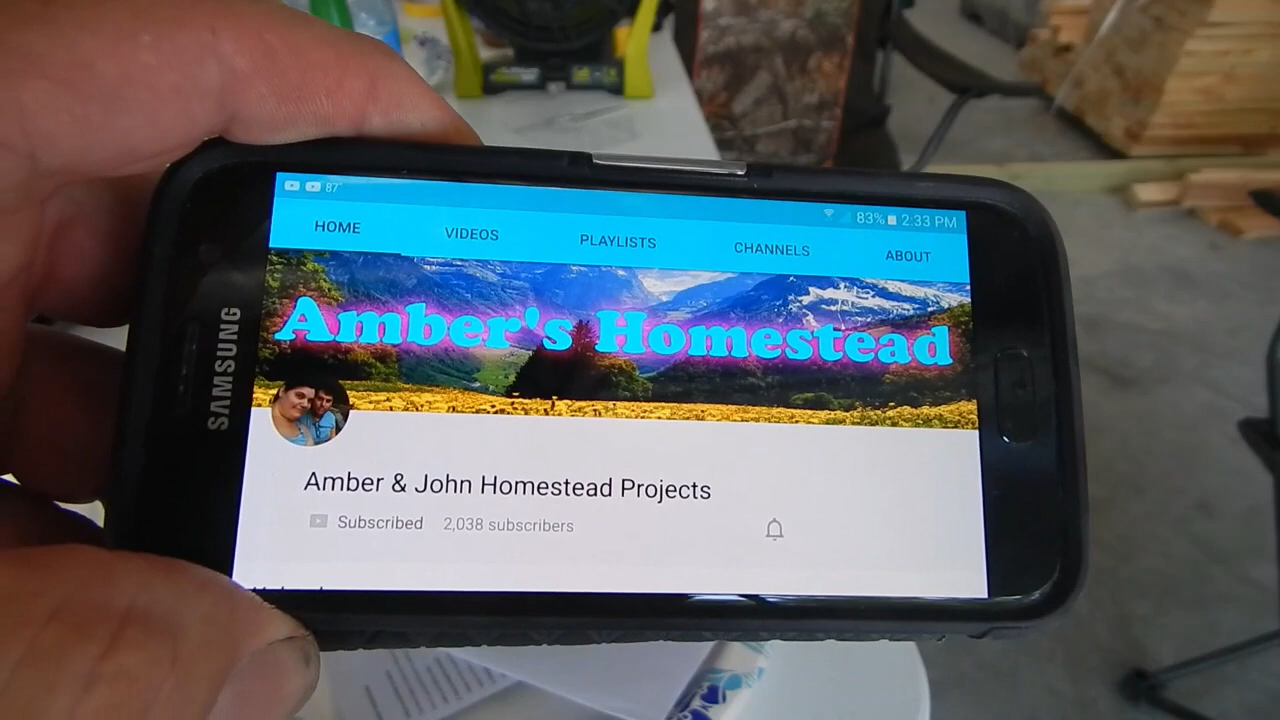 87°
83% 2:33 PM
HOME VIDEOS PLAYLISTS CHANNELS ABOUT
Amber's Homestead
SAMSUNG
Amber & John Homestead Projects
Subscribed 2,038 subscribers